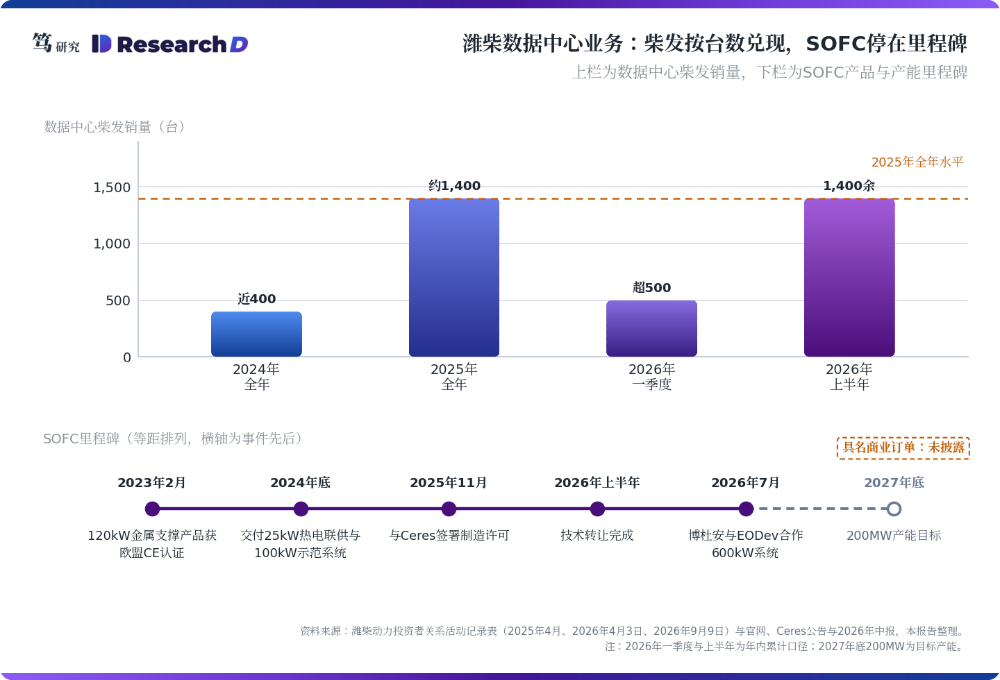 笃 研究 ResearchD
潍柴数据中心业务：柴发按台数兑现，SOFC停在里程碑
上栏为数据中心柴发销量，下栏为SOFC产品与产能里程碑
数据中心柴发销量（台）
2025年全年水平
1,500
1,000
500
0
近400
约1,400
超500
1,400余
2024年
全年
2025年
全年
2026年
一季度
2026年
上半年
SOFC里程碑（等距排列，横轴为事件先后）
具名商业订单：未披露
2023年2月
2024年底
2025年11月
2026年上半年
2026年7月
2027年底
120kW金属支撑产品获
欧盟CE认证
交付25kW热电联供与
100kW示范系统
与Ceres签署制造许可
技术转让完成
博杜安与EODev合作
600kW系统
200MW产能目标
资料来源：潍柴动力投资者关系活动记录表（2025年4月、2026年4月3日、2026年9月9日）与官网、Ceres公告与2026年中报，本报告整理。
注：2026年一季度与上半年为年内累计口径；2027年底200MW为目标产能。